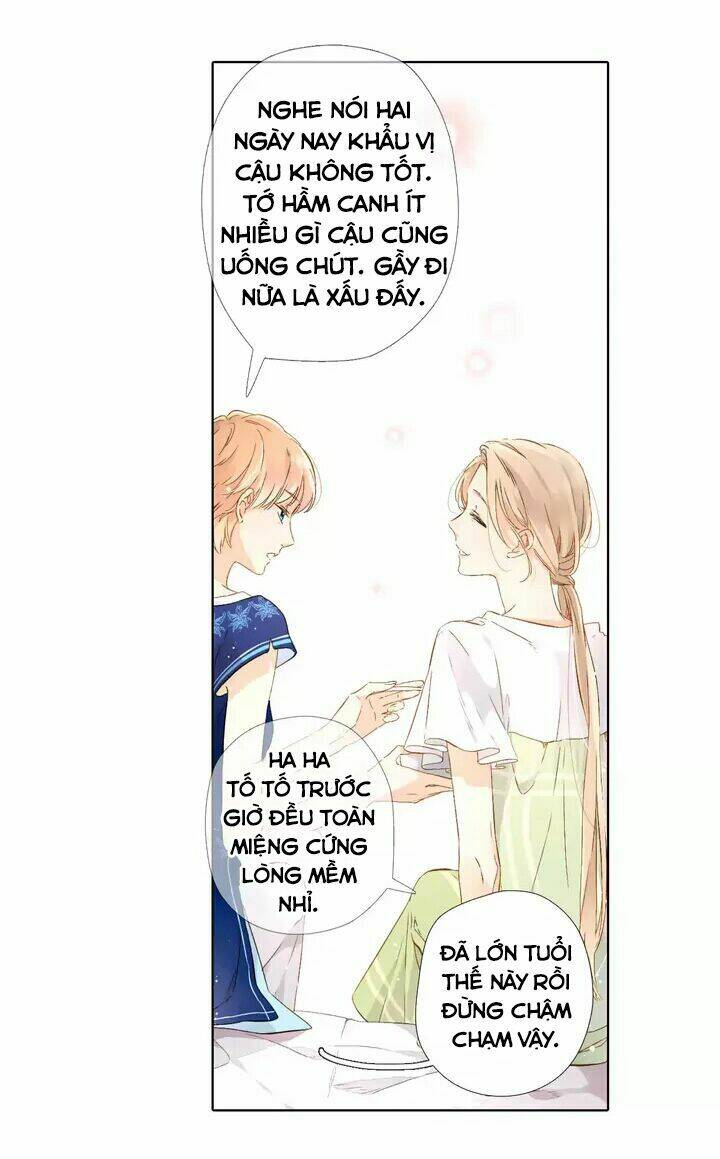 NGHE NÓI HAI
NGÀY NAY KHẨU VỊ
CẬU KHÔNG TỐT.
TỚ HẦM CANH ÍT
NHIỀU GÌ CẬU CŨNG
UỐNG CHÚT. GẦY ĐI
NỮA LÀ XẤU ĐẤY.
HA HA
TỐ TỐ TRƯỚC
GIỜ ĐỀU TOÀN
MIỆNG CỨNG
LÒNG MỀM
NHỈ.
ĐÃ LỚN TUỔI
THẾ NÀY RỒI
ĐỪNG CHẬM
CHẠM VẬY.